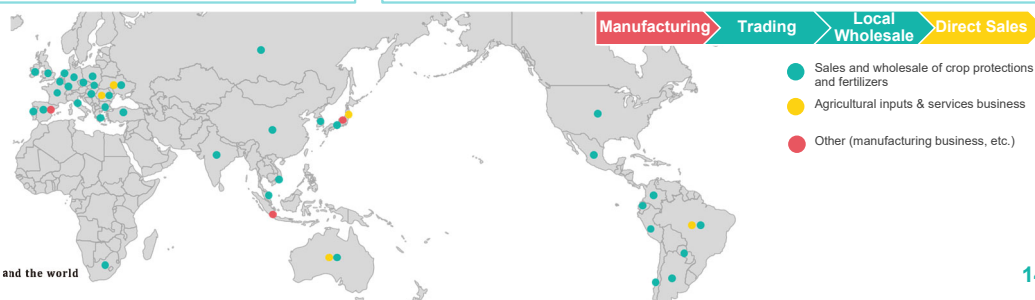 Manufacturing
Trading
Local
Wholesale
Direct Sales
Sales and wholesale of crop protections
and fertilizers
Agricultural inputs & services business
Other (manufacturing business, etc.)
and the world